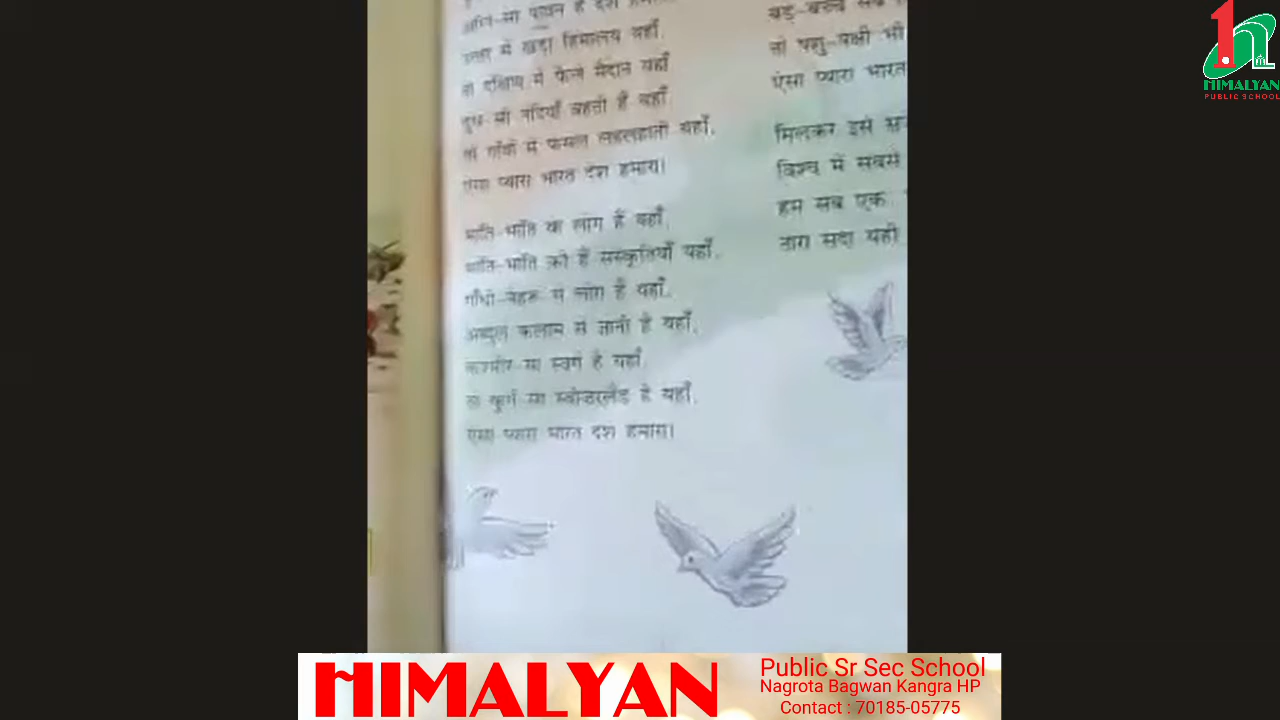 सा पावन है देश
उत्तर में खड़ा हिमालय यहाँ,
तो दक्षिण में फैले मैदान यहाँ
दूध-सी नदियाँ बहती हैं यहाँ
तो गाँवों में फसल लहलहाती यहाँ,
ऐसा प्यारा भारत देश हमारा।
भाँति-भाँति के लोग हैं यहाँ,
भाँति-भाँति की हैं संस्कृतियाँ यहाँ,
गाँधी-नेहरू से लोग हैं यहाँ,
अब्दुल कलाम से ज्ञानी हैं यहाँ,
कश्मीर-सा स्वर्ग है यहाँ,
तो कुर्ग-सा स्वीजरलैंड है यहाँ,
ऐसा प्यारा भारत देश हमारा।
तो पशु-पक्षी भी
ऐसा प्यारा भारत
मिलकर इसे
विश्व में सबसे
हम सब एक
नारा सदा यही
HIMALYAN
PUBLIC SCHOOL
HIMALYAN
Public Sr Sec School
Nagrota Bagwan Kangra HP
Contact : 70185-05775